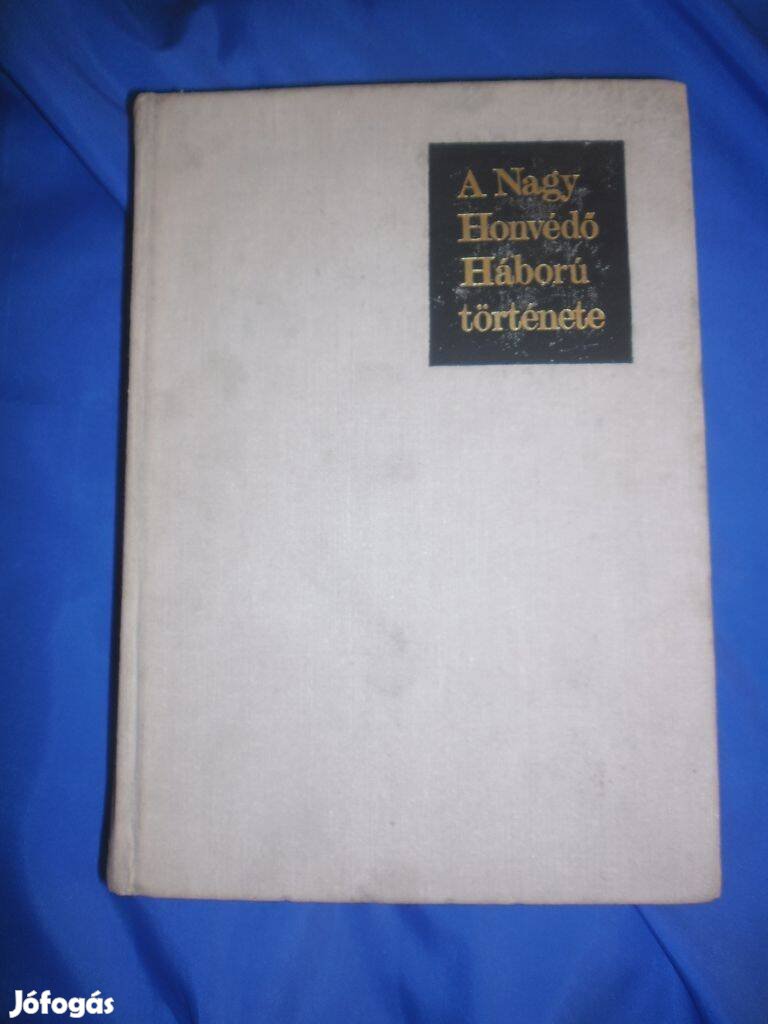 A Nagy
Honvédő
Háború
története
Jófogás